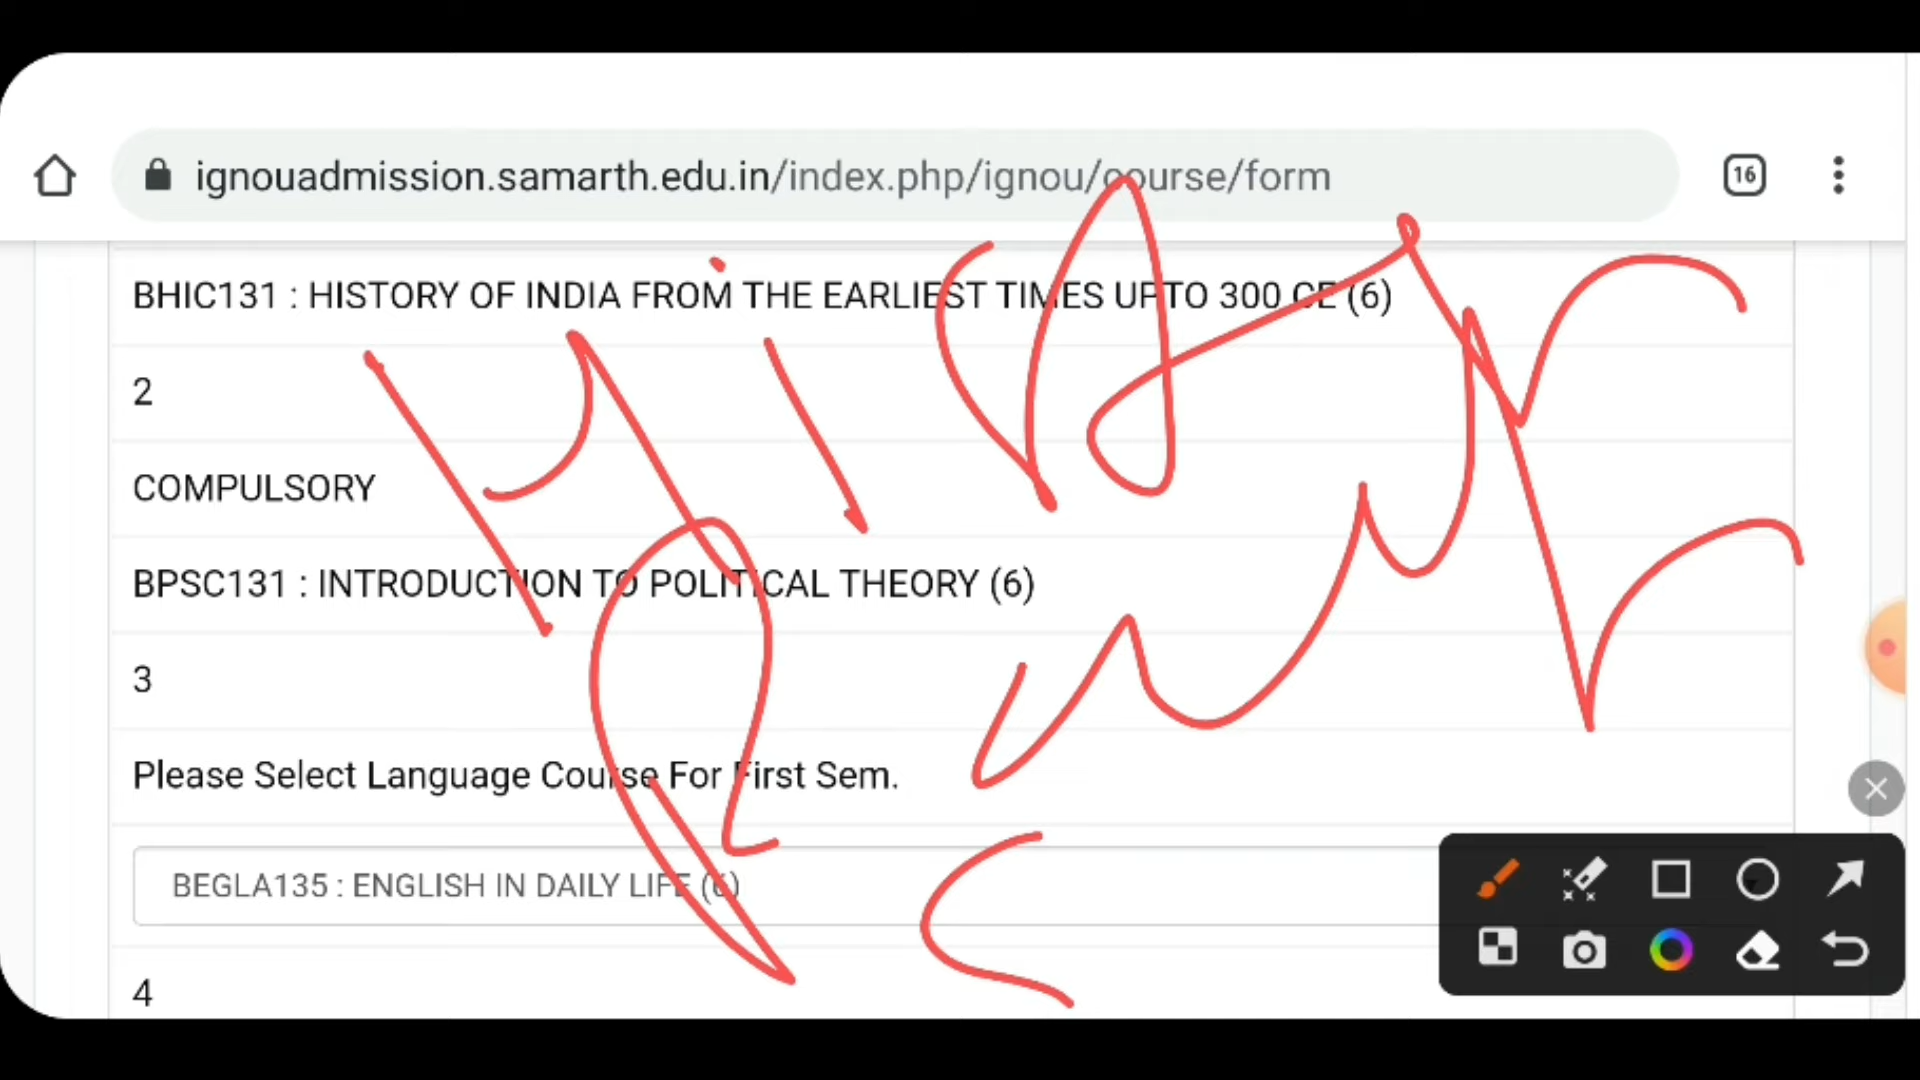 ignouadmission.samarth.edu.in/index.php/ignou/course/form
16
BHIC131 : HISTORY OF INDIA FROM THE EARLIEST TIMES UPTO 300 CE (6)
2
COMPULSORY
BPSC131 : INTRODUCTION TO POLITICAL THEORY (6)
3
Please Select Language Course For First Sem.
BEGLA135 : ENGLISH IN DAILY LIFE (6)
4